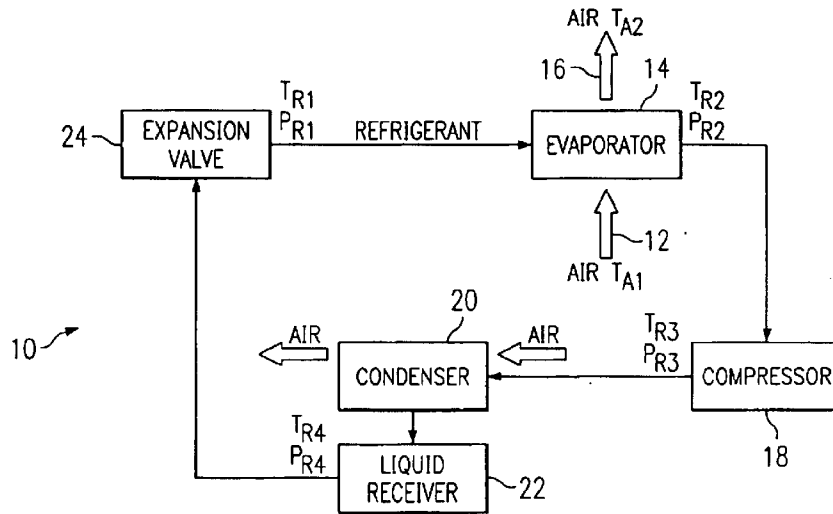 AIR T_A2
16
14
T_R1
P_R1
T_R2
P_R2
24
EXPANSION
VALVE
REFRIGERANT
EVAPORATOR
12
AIR T_A1
10
20
AIR
AIR
T_R3
P_R3
CONDENSER
COMPRESSOR
T_R4
P_R4
LIQUID
RECEIVER
22
18